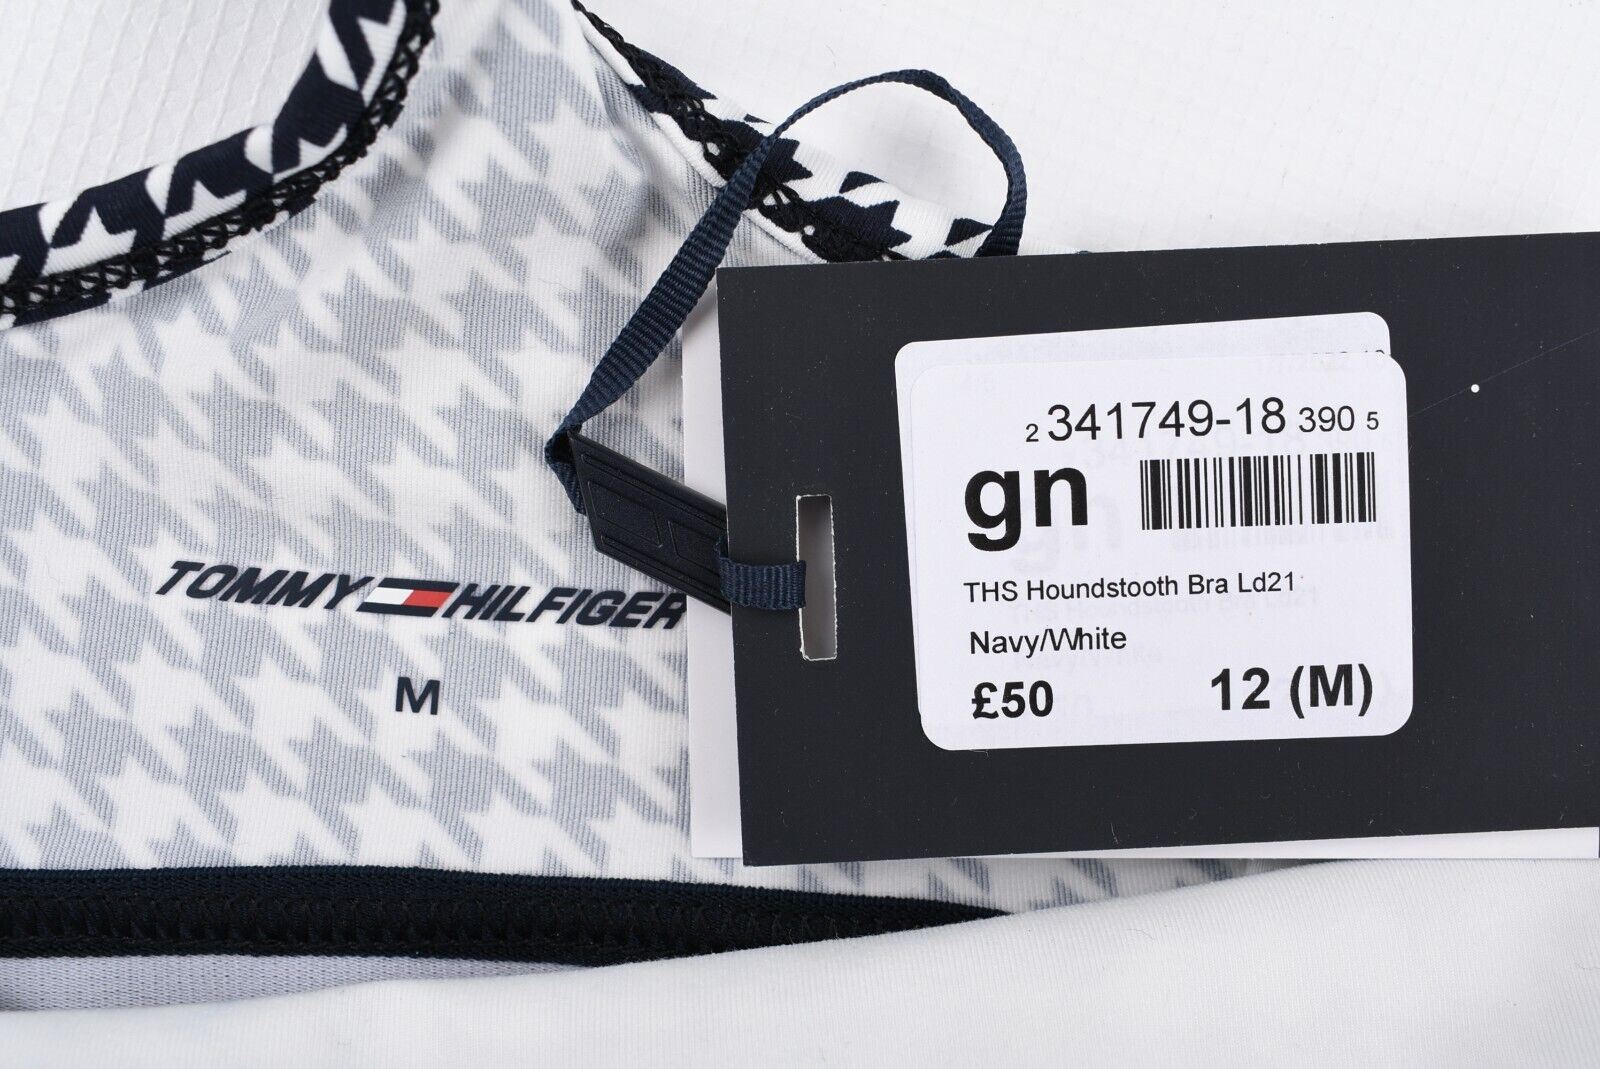 TOMMY HILFIGER
M
2 341749-18 390 5
gn
THS Houndstooth Bra Ld21
Navy/White
£50 12 (M)